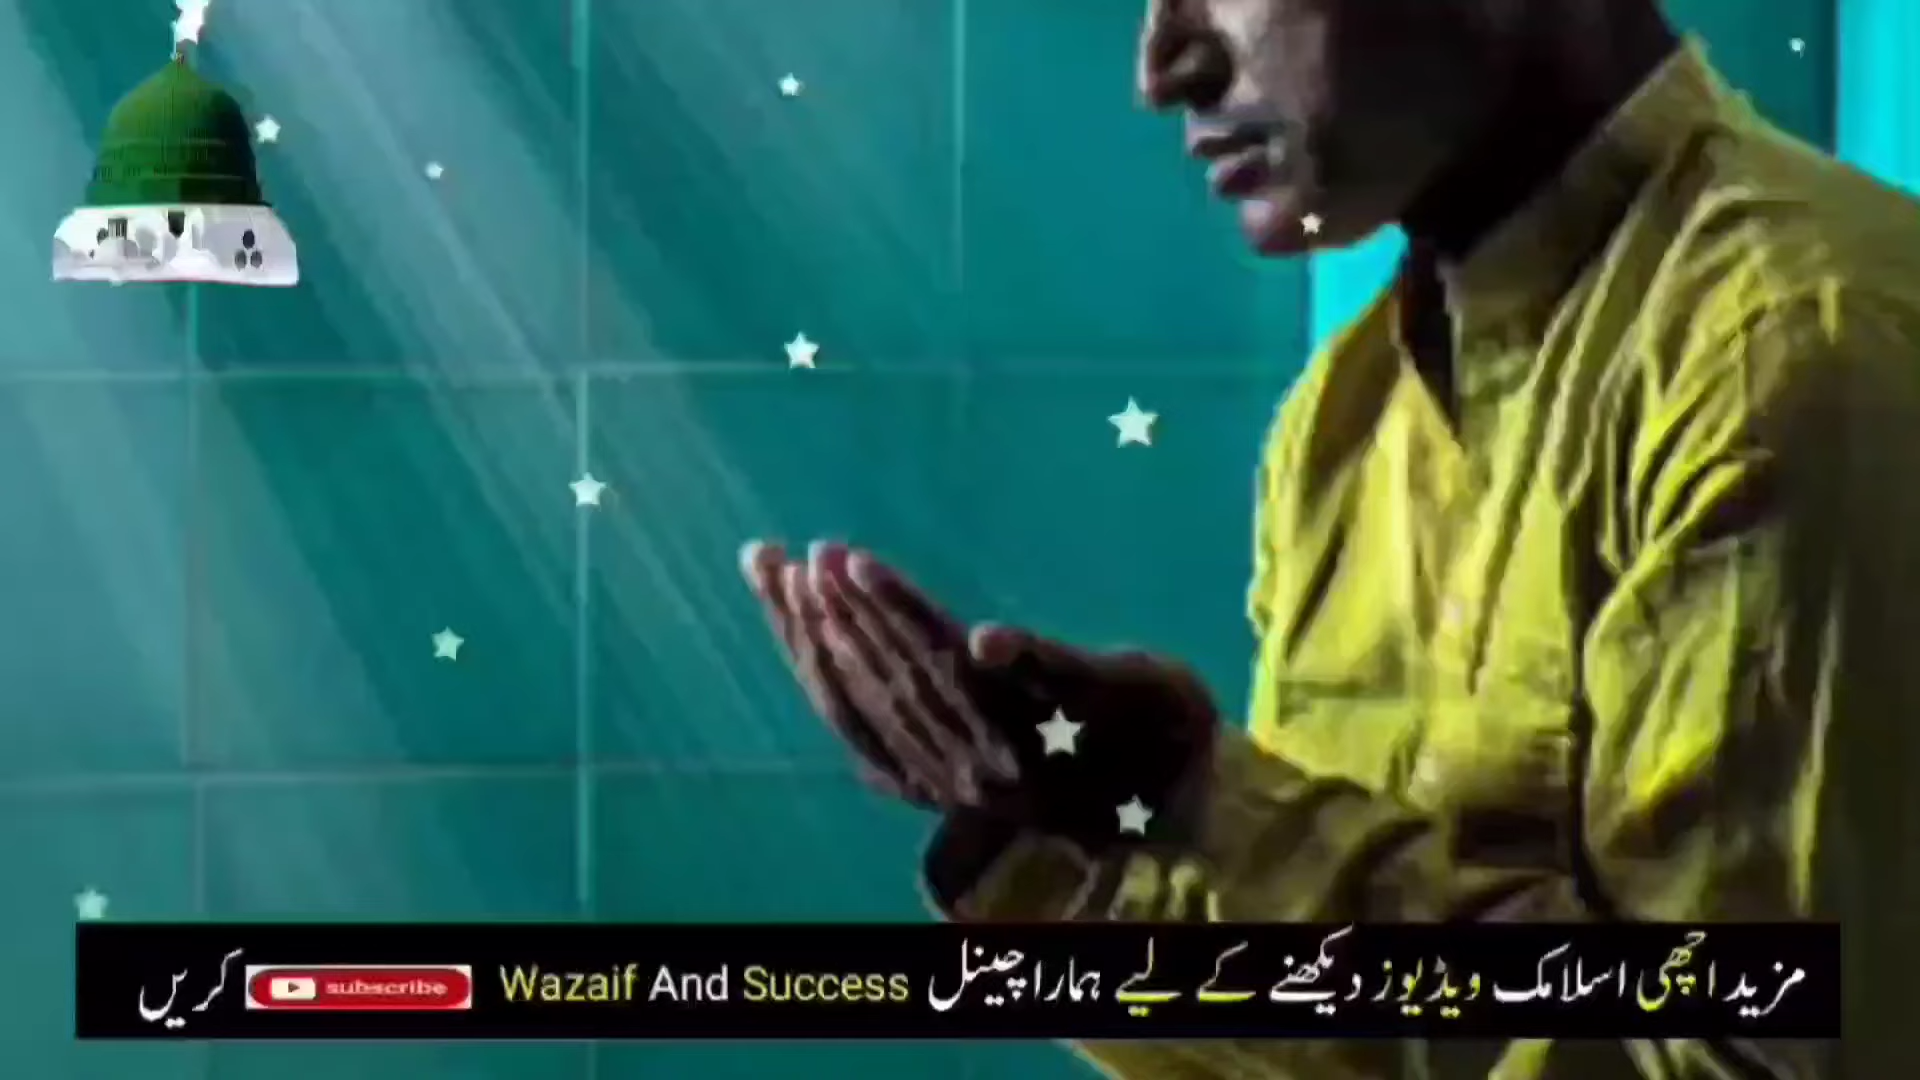 مزید اچھی اسلامک ویڈیوز دیکھنے کے لیے ہمارا چینل Wazaif And Success subscribe کریں